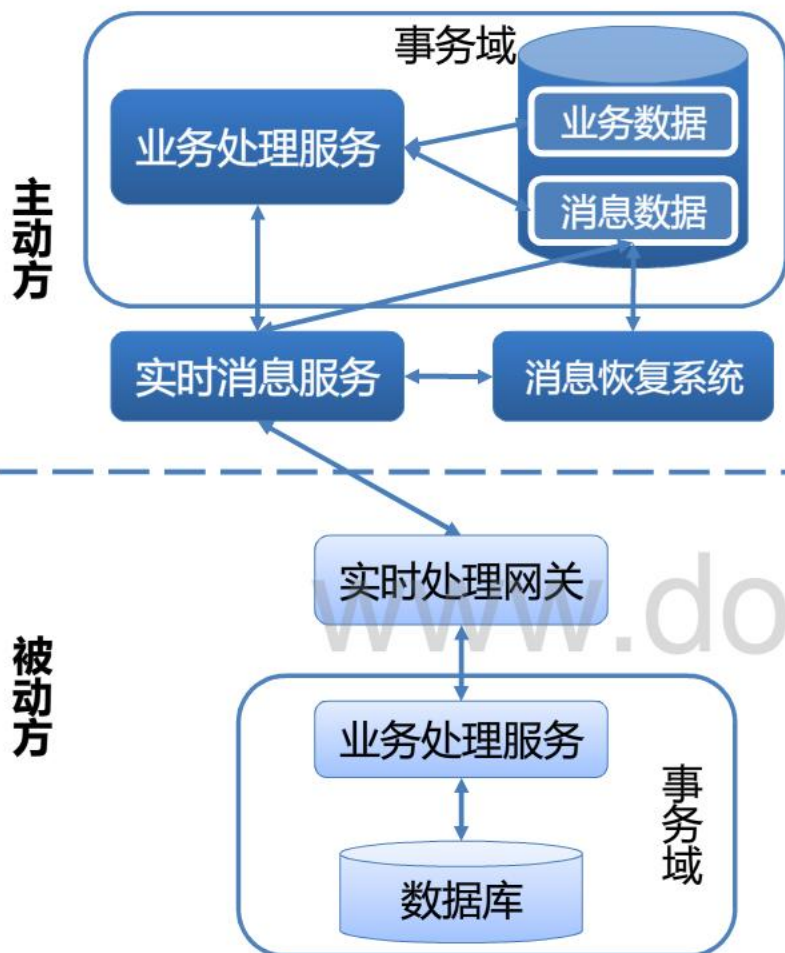 事务域
业务处理服务
业务数据
消息数据
主动方
实时消息服务
消息恢复系统
实时处理网关
www.do
被动方
业务处理服务
事务域
数据库